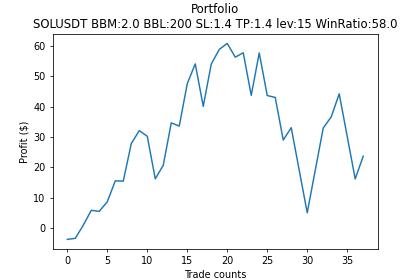 Portfolio
SOLUSDT BBM:2.0 BBL:200 SL:1.4 TP:1.4 lev:15 WinRatio:58.0
60
50
40
30
20
10
0
Profit ($)
0 5 10 15 20 25 30 35
Trade counts